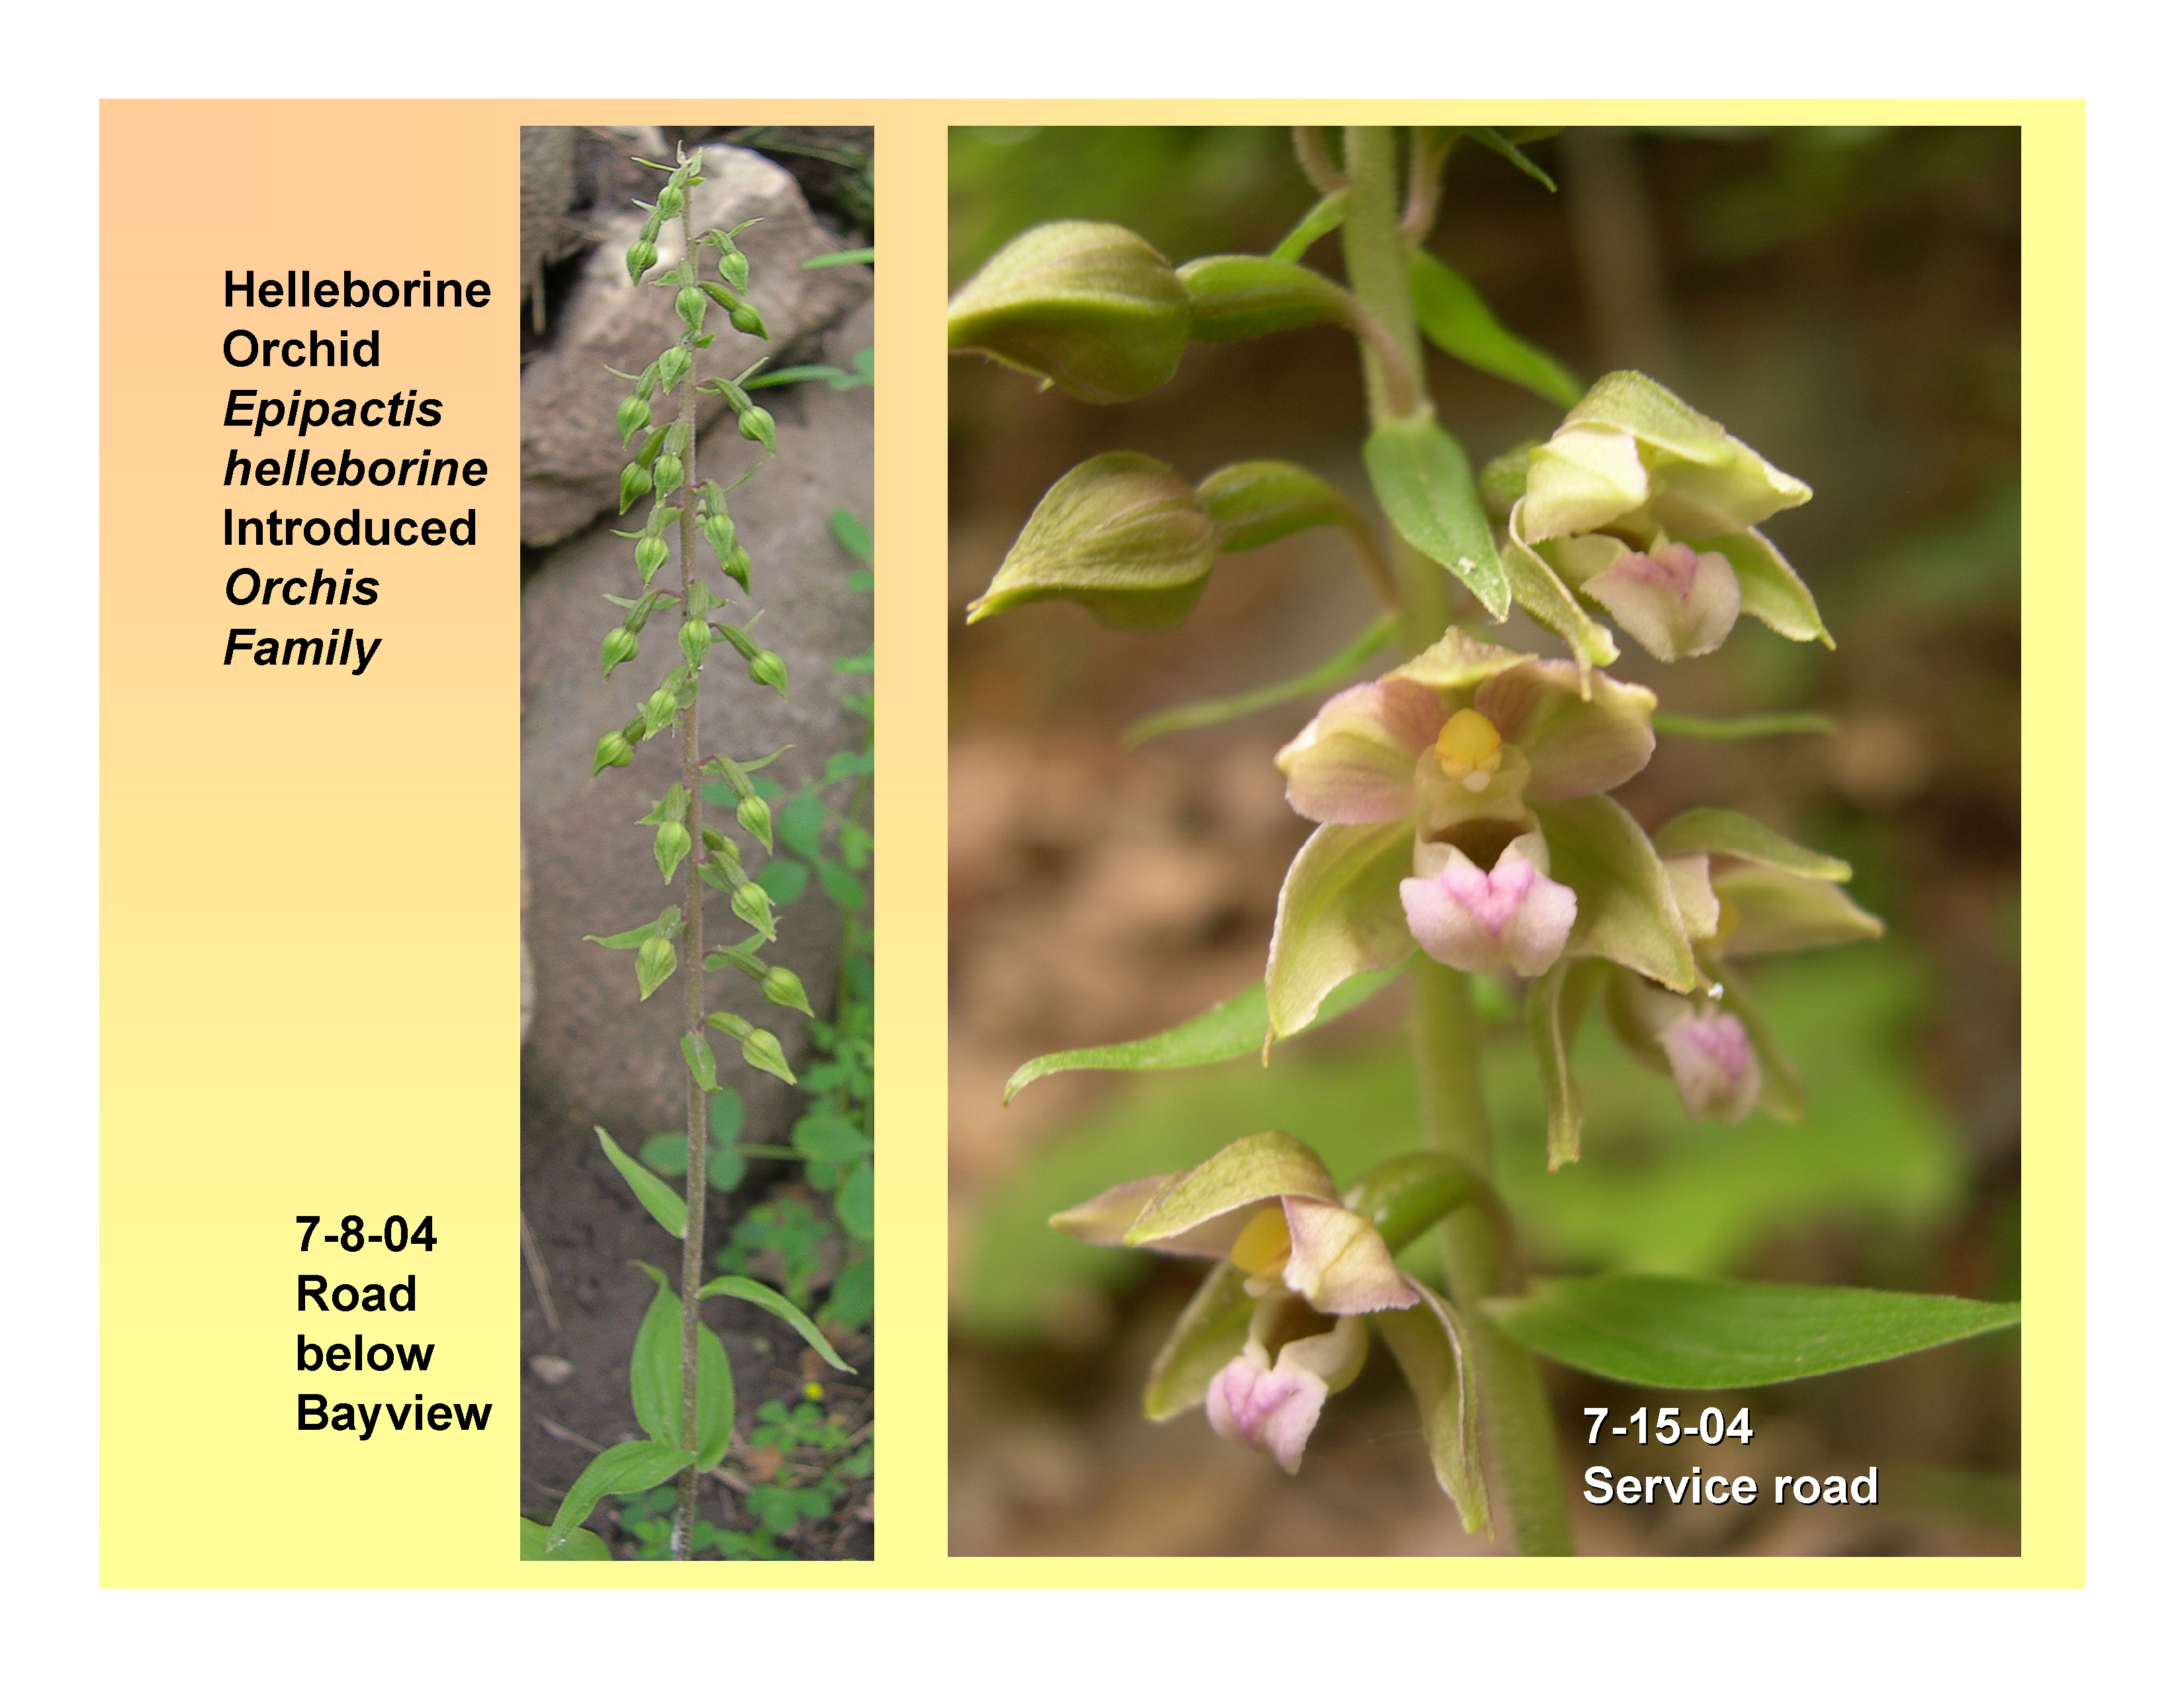 Helleborine
Orchid
Epipactis
helleborine
Introduced
Orchis
Family
7-8-04
Road
below
Bayview
7-15-04
Service road